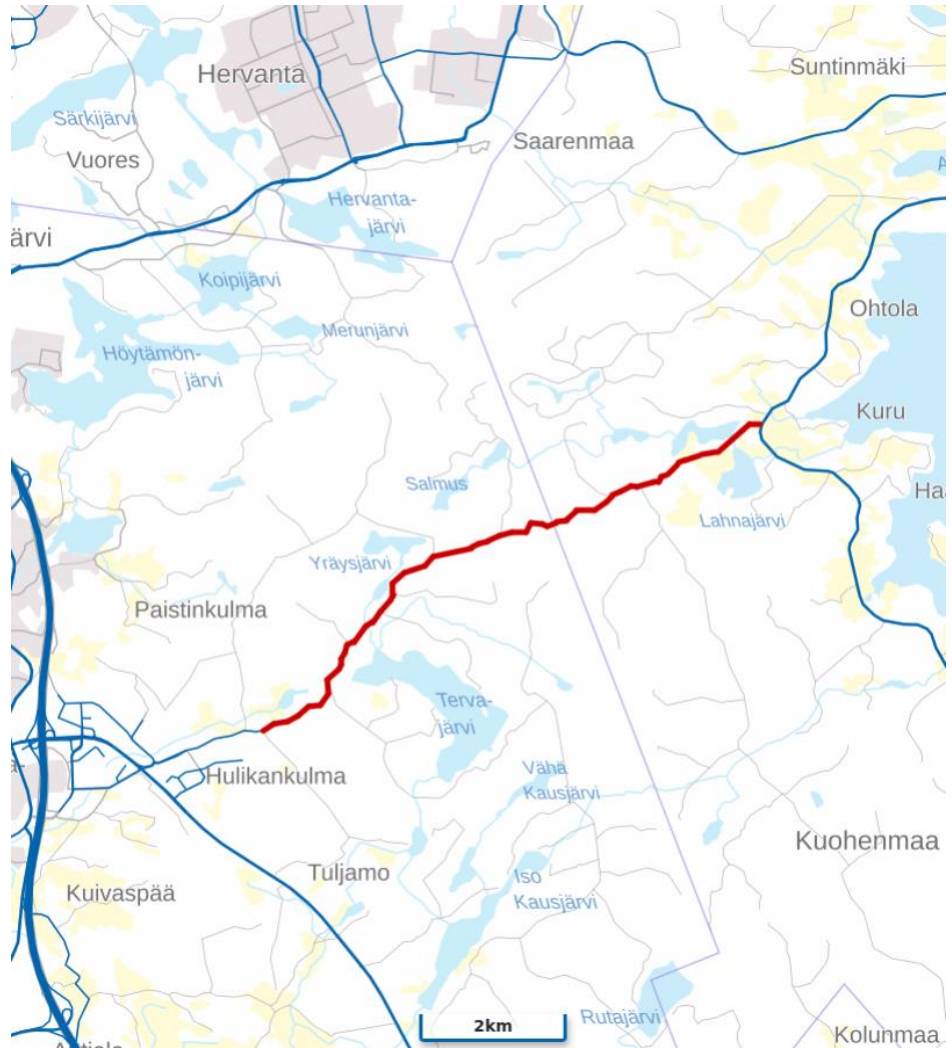 Hervanta
Suntinmäki
Särkijärvi
Saarenmaa
Vuores
Hervanta-
järvi
ärvi
Koipijärvi
Ohtola
Merunjärvi
Höytämön-
järvi
Kuru
Salmus
Haa
Lahnajärvi
Yräysjärvi
Paistinkulma
Terva-
järvi
Hulikankulma
Vähä
Kausjärvi
Kuohenmaa
Tuljamo
Iso
Kausjärvi
Kuivaspää
2km
Rutajärvi
Kolunmaa